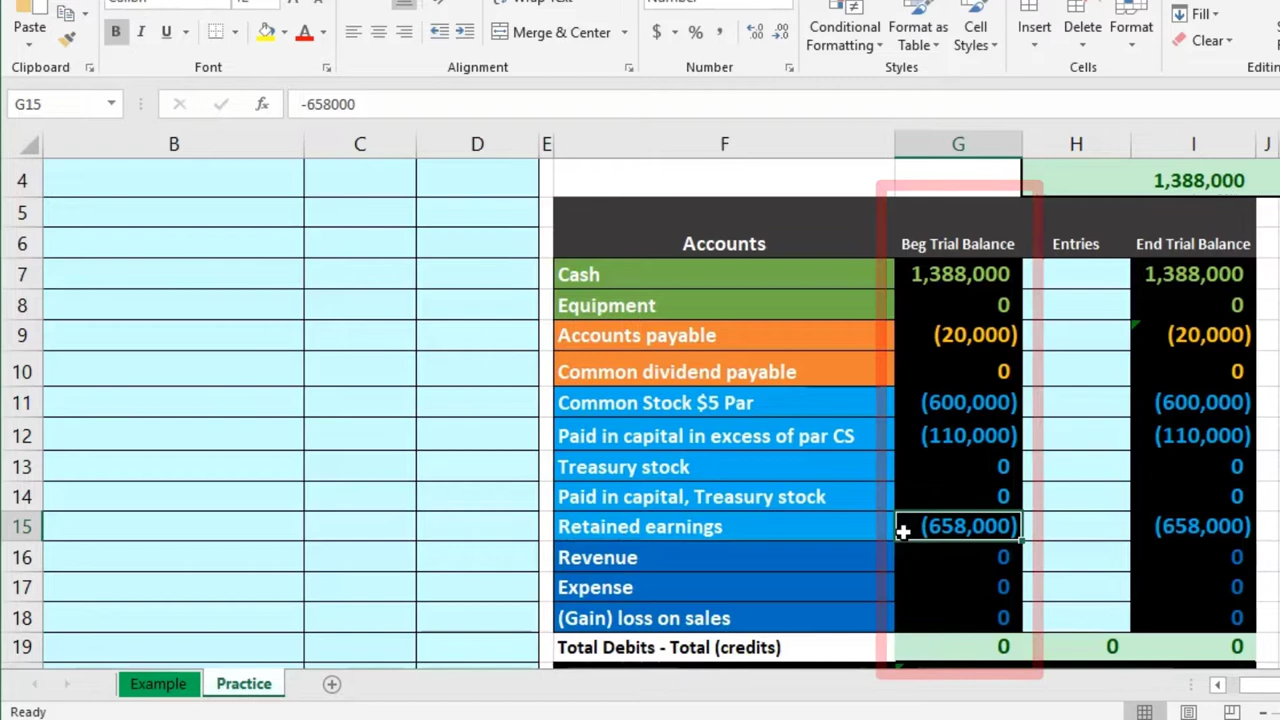 Paste
B I U
A
Merge & Center
$ % ,
Conditional Formatting
Format as Table
Cell Styles
Insert
Delete
Format
Fill
Clear
Clipboard
Font
Alignment
Number
Styles
Cells
G15
fx
-658000
B C D E F G H I J
4 1,388,000
5
6 Accounts Beg Trial Balance Entries End Trial Balance
7 Cash 1,388,000 1,388,000
8 Equipment 0 0
9 Accounts payable (20,000) (20,000)
10 Common dividend payable 0 0
11 Common Stock $5 Par (600,000) (600,000)
12 Paid in capital in excess of par CS (110,000) (110,000)
13 Treasury stock 0 0
14 Paid in capital, Treasury stock 0 0
15 Retained earnings (658,000) (658,000)
16 Revenue 0 0
17 Expense 0 0
18 (Gain) loss on sales 0 0
19 Total Debits - Total (credits) 0 0 0
Example Practice
Ready